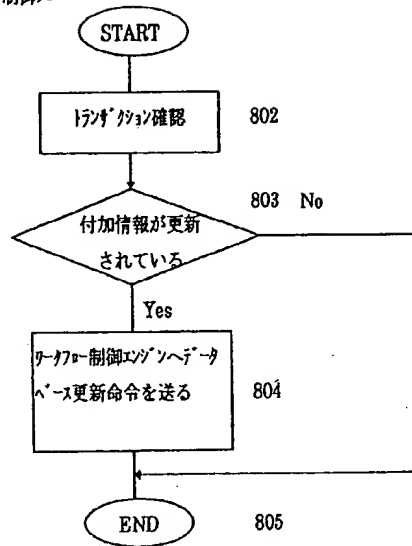 START
トランザクション確認 802
803 No
付加情報が更新
されている
Yes
ワークフロー制御エンジンへデータ
ベース更新命令を送る 804
END 805